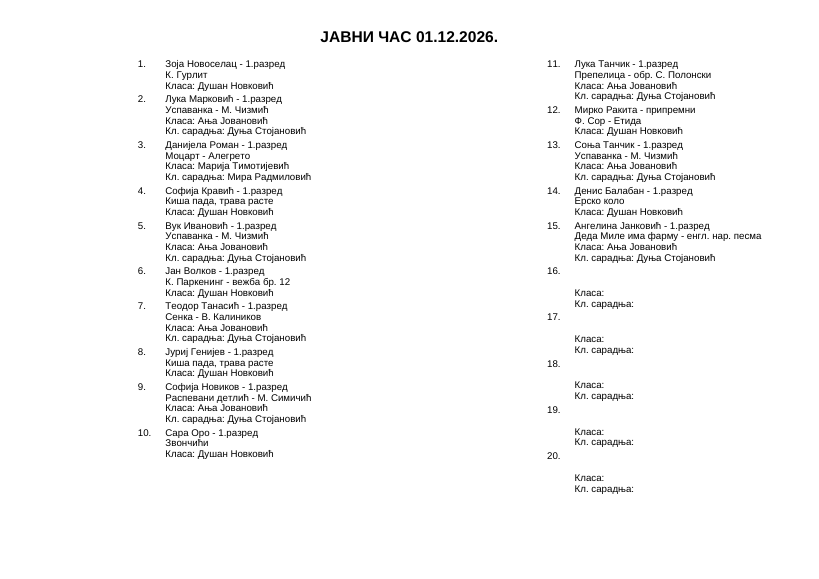 ЈАВНИ ЧАС 01.12.2026.
1. Зоја Новоселац - 1.разред
К. Гурлит
Класа: Душан Новковић
2. Лука Марковић - 1.разред
Успаванка - М. Чизмић
Класа: Ања Јовановић
Кл. сарадња: Дуња Стојановић
3. Данијела Роман - 1.разред
Моцарт - Алегрето
Класа: Марија Тимотијевић
Кл. сарадња: Мира Радмиловић
4. Софија Кравић - 1.разред
Киша пада, трава расте
Класа: Душан Новковић
5. Вук Ивановић - 1.разред
Успаванка - М. Чизмић
Класа: Ања Јовановић
Кл. сарадња: Дуња Стојановић
6. Јан Волков - 1.разред
К. Паркенинг - вежба бр. 12
Класа: Душан Новковић
7. Теодор Танасић - 1.разред
Сенка - В. Калиников
Класа: Ања Јовановић
Кл. сарадња: Дуња Стојановић
8. Јуриј Генијев - 1.разред
Киша пада, трава расте
Класа: Душан Новковић
9. Софија Новиков - 1.разред
Распевани детлић - М. Симичић
Класа: Ања Јовановић
Кл. сарадња: Дуња Стојановић
10. Сара Оро - 1.разред
Звончићи
Класа: Душан Новковић
11. Лука Танчик - 1.разред
Препелица - обр. С. Полонски
Класа: Ања Јовановић
Кл. сарадња: Дуња Стојановић
12. Мирко Ракита - припремни
Ф. Сор - Етида
Класа: Душан Новковић
13. Соња Танчик - 1.разред
Успаванка - М. Чизмић
Класа: Ања Јовановић
Кл. сарадња: Дуња Стојановић
14. Денис Балабан - 1.разред
Ерско коло
Класа: Душан Новковић
15. Ангелина Јанковић - 1.разред
Деда Миле има фарму - енгл. нар. песма
Класа: Ања Јовановић
Кл. сарадња: Дуња Стојановић
16.
Класа:
Кл. сарадња:
17.
Класа:
Кл. сарадња:
18.
Класа:
Кл. сарадња:
19.
Класа:
Кл. сарадња:
20.
Класа:
Кл. сарадња: